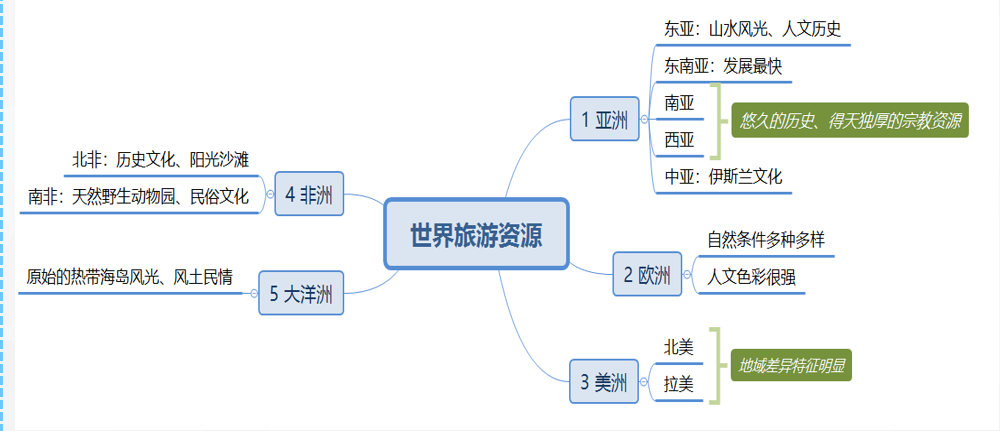 世界旅游资源
1 亚洲
东亚：山水风光、人文历史
东南亚：发展最快
南亚
西亚
悠久的历史、得天独厚的宗教资源
中亚：伊斯兰文化
2 欧洲
自然条件多种多样
人文色彩很强
3 美洲
北美
拉美
地域差异特征明显
4 非洲
北非：历史文化、阳光沙滩
南非：天然野生动物园、民俗文化
5 大洋洲
原始的热带海岛风光、风土民情